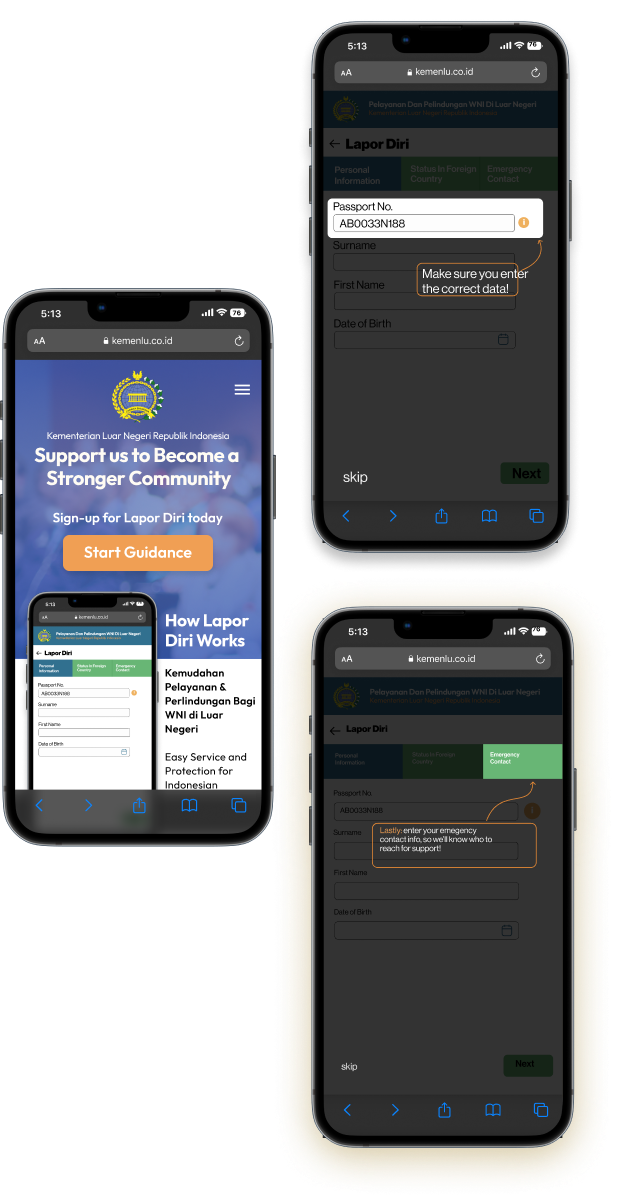 5:13
76
AA
kemenlu.co.id
Pelayanan Dan Pelindungan WNI Di Luar Negeri
Kementerian Luar Negeri Republik Indonesia
Lapor Diri
Personal
Information
Status In Foreign
Country
Emergency
Contact
Passport No.
AB0033N188
i
Surname
Make sure you enter
the correct data!
First Name
Date of Birth
skip
Next
5:13
76
AA
kemenlu.co.id
Kementerian Luar Negeri Republik Indonesia
Support us to Become a
Stronger Community
Sign-up for Lapor Diri today
Start Guidance
5:13
AA
kemenlu.co.id
Pelayanan Dan Pelindungan WNI Di Luar Negeri
Kementerian Luar Negeri Republik Indonesia
Lapor Diri
Personal
Information
Status In Foreign
Country
Emergency
Contact
Passport No.
AB0033N188
Surname
First Name
Date of Birth
How Lapor
Diri Works
Kemudahan
Pelayanan &
Perlindungan Bagi
WNI di Luar
Negeri
Easy Service and
Protection for
Indonesian
5:13
76
AA
kemenlu.co.id
Pelayanan Dan Pelindungan WNI Di Luar Negeri
Kementerian Luar Negeri Republik Indonesia
Lapor Diri
Personal
Information
Status In Foreign
Country
Emergency
Contact
Passport No.
AB0033N188
i
Surname
Lastly: enter your emegency
contact info, so we'll know who to
reach for support!
First Name
Date of Birth
skip
Next